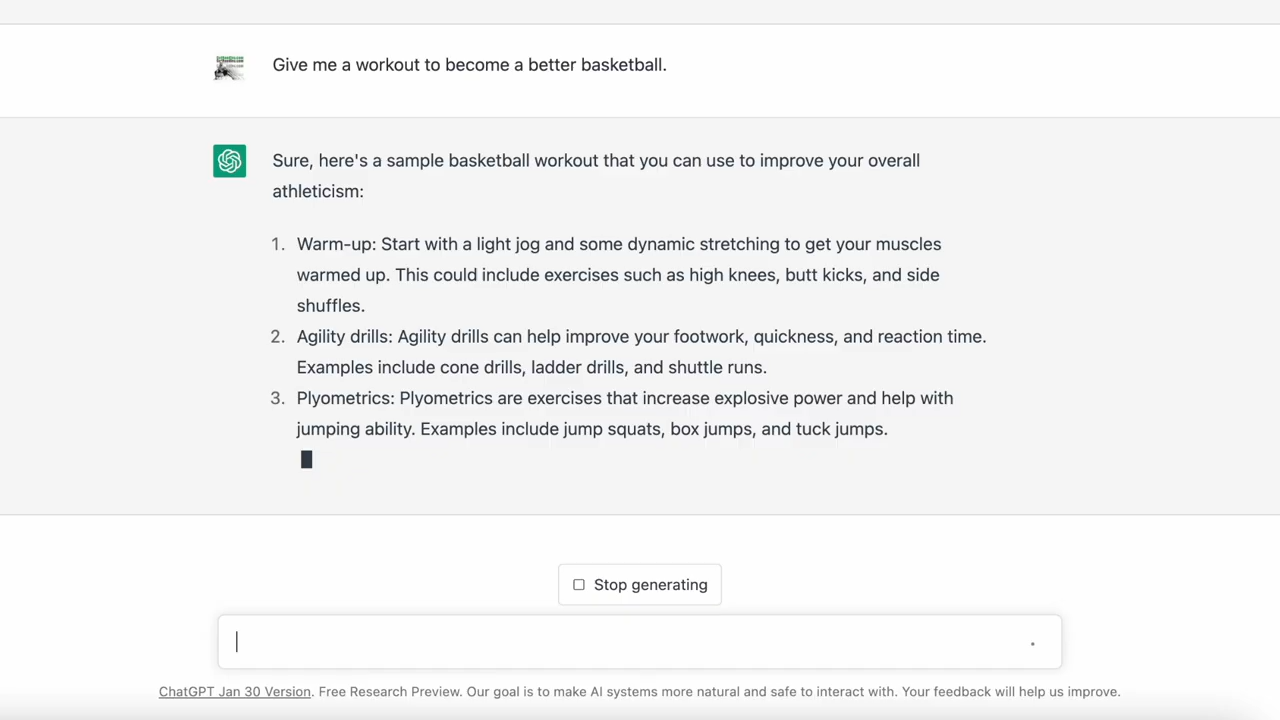 Give me a workout to become a better basketball.
Sure, here's a sample basketball workout that you can use to improve your overall
athleticism:
1. Warm-up: Start with a light jog and some dynamic stretching to get your muscles
warmed up. This could include exercises such as high knees, butt kicks, and side
shuffles.
2. Agility drills: Agility drills can help improve your footwork, quickness, and reaction time.
Examples include cone drills, ladder drills, and shuttle runs.
3. Plyometrics: Plyometrics are exercises that increase explosive power and help with
jumping ability. Examples include jump squats, box jumps, and tuck jumps.
Stop generating
ChatGPT Jan 30 Version. Free Research Preview. Our goal is to make AI systems more natural and safe to interact with. Your feedback will help us improve.